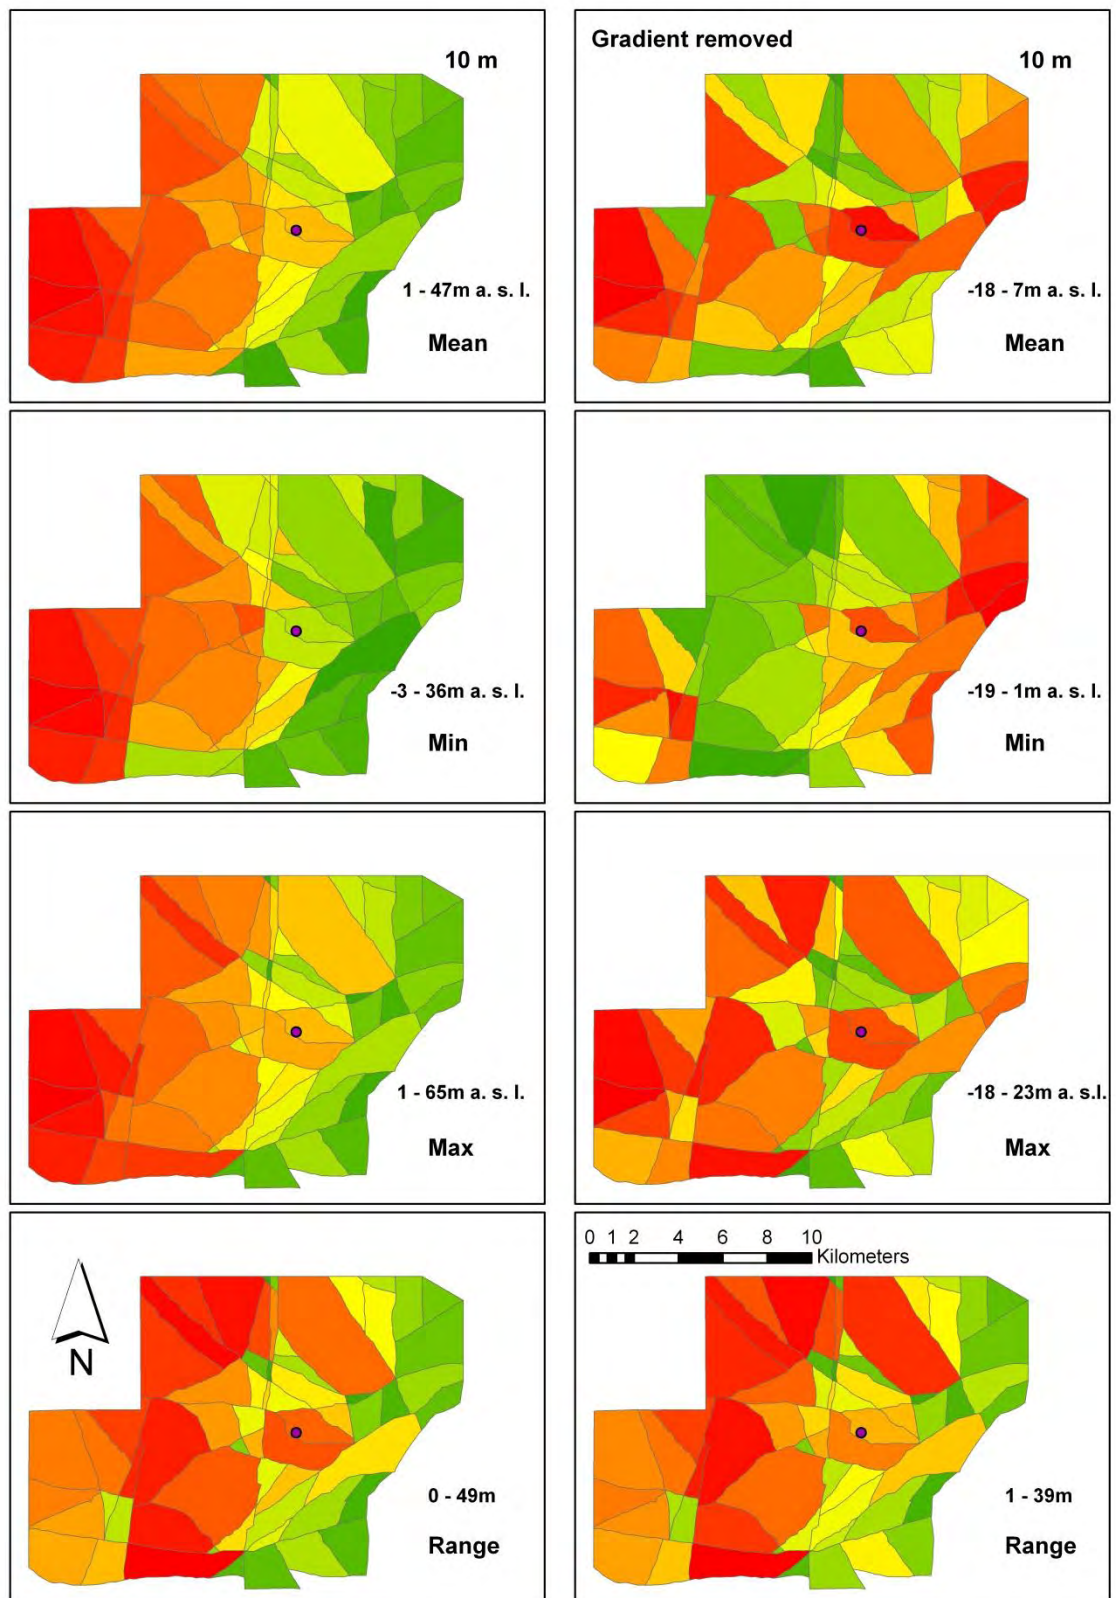 10 m
1 - 47m a. s. l.
Mean
Gradient removed
10 m
-18 - 7m a. s. l.
Mean
-3 - 36m a. s. l.
Min
-19 - 1m a. s. l.
Min
1 - 65m a. s. l.
Max
-18 - 23m a. s.l.
Max
N
0 - 49m
Range
0 1 2 4 6 8 10
Kilometers
1 - 39m
Range